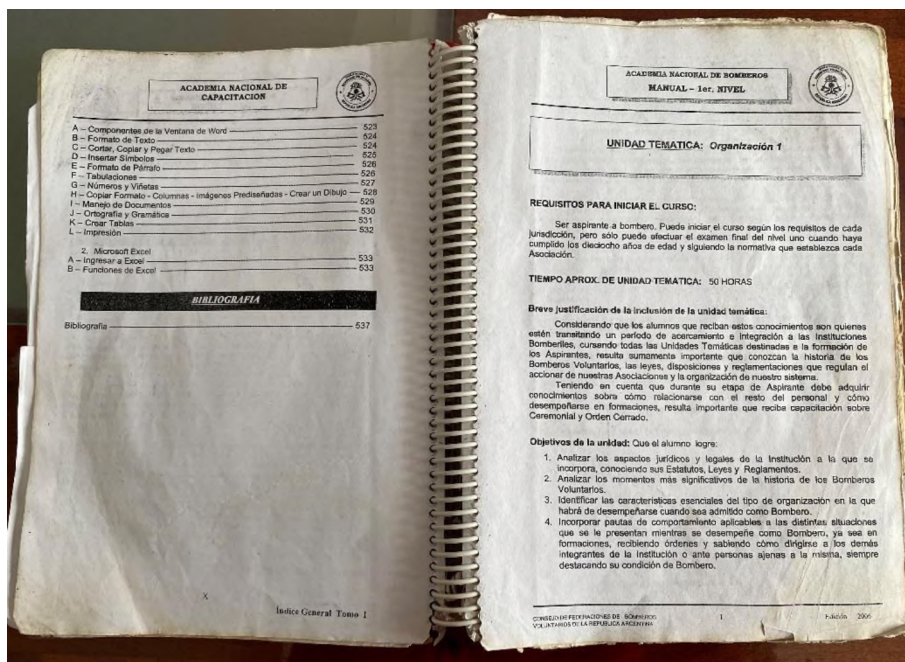 ACADEMIA NACIONAL DE
CAPACITACION
A – Componentes de la Ventana de Word 523
B – Formato de Texto 524
C – Cortar, Copiar y Pegar Texto 524
D – Insertar Símbolos 525
E – Formato de Párrafo 526
F – Tabulaciones 526
G – Números y Viñetas 527
H – Copiar Formato - Columnas - Imágenes Prediseñadas - Crear un Dibujo 528
I – Manejo de Documentos 529
J – Ortografía y Gramática 530
K – Crear Tablas 531
L – Impresión 532
2. Microsoft Excel
A – Ingresar a Excel 533
B – Funciones de Excel 533
BIBLIOGRAFIA
Bibliografía 537
X
Índice General Tomo I
ACADEMIA NACIONAL DE BOMBEROS
MANUAL – 1er. NIVEL
UNIDAD TEMATICA: Organización 1
REQUISITOS PARA INICIAR EL CURSO:
Ser aspirante a bombero. Puede iniciar el curso según los requisitos de cada
jurisdicción, pero sólo puede efectuar el examen final del nivel uno cuando haya
cumplido los dieciocho años de edad y siguiendo la normativa que establezca cada
Asociación.
TIEMPO APROX. DE UNIDAD TEMATICA: 50 HORAS
Breve justificación de la inclusión de la unidad temática:
Considerando que los alumnos que reciban estos conocimientos son quienes
estén transitando un período de acercamiento e integración a las Instituciones
Bomberiles, cursando todas las Unidades Temáticas destinadas a la formación de
los Aspirantes, resulta sumamente importante que conozcan la historia de los
Bomberos Voluntarios, las leyes, disposiciones y reglamentaciones que regulan el
accionar de nuestras Asociaciones y la organización de nuestro sistema.
Teniendo en cuenta que durante su etapa de Aspirante debe adquirir
conocimientos sobre cómo relacionarse con el resto del personal y cómo
desempeñarse en formaciones, resulta importante que reciba capacitación sobre
Ceremonial y Orden Cerrado.
Objetivos de la unidad: Que el alumno logre:
1. Analizar los aspectos jurídicos y legales de la Institución a la que se
incorpora, conociendo sus Estatutos, Leyes y Reglamentos.
2. Analizar los momentos más significativos de la historia de los Bomberos
Voluntarios.
3. Identificar las características esenciales del tipo de organización en la que
habrá de desempeñarse cuando sea admitido como Bombero.
4. Incorporar pautas de comportamiento aplicables a las distintas situaciones
que se le presentan mientras se desempeñe como Bombero, ya sea en
formaciones, recibiendo órdenes y sabiendo cómo dirigirse a los demás
integrantes de la Institución o ante personas ajenas a la misma, siempre
destacando su condición de Bombero.
CONSEJO DE FEDERACIONES DE BOMBEROS
VOLUNTARIOS DE LA REPUBLICA ARGENTINA
1
Edición 2006